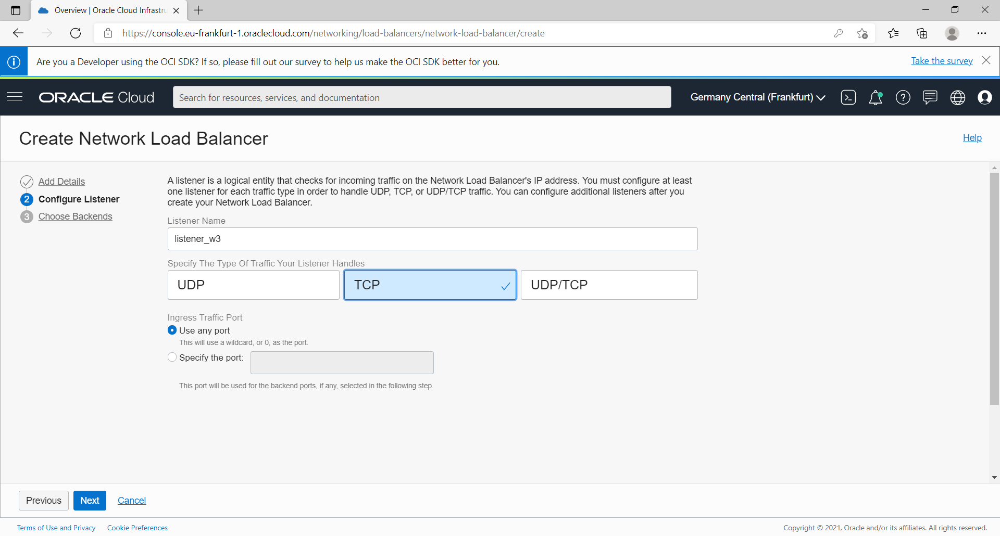 Overview | Oracle Cloud Infrastru
https://console.eu-frankfurt-1.oraclecloud.com/networking/load-balancers/network-load-balancer/create
Are you a Developer using the OCI SDK? If so, please fill out our survey to help us make the OCI SDK better for you.
Take the survey
ORACLE Cloud
Search for resources, services, and documentation
Germany Central (Frankfurt)
Create Network Load Balancer
Help
Add Details
2 Configure Listener
3 Choose Backends
A listener is a logical entity that checks for incoming traffic on the Network Load Balancer's IP address. You must configure at least
one listener for each traffic type in order to handle UDP, TCP, or UDP/TCP traffic. You can configure additional listeners after you
create your Network Load Balancer.
Listener Name
listener_w3
Specify The Type Of Traffic Your Listener Handles
UDP
TCP
UDP/TCP
Ingress Traffic Port
Use any port
This will use a wildcard, or 0, as the port.
Specify the port:
This port will be used for the backend ports, if any, selected in the following step.
Previous
Next
Cancel
Terms of Use and Privacy
Cookie Preferences
Copyright © 2021, Oracle and/or its affiliates. All rights reserved.